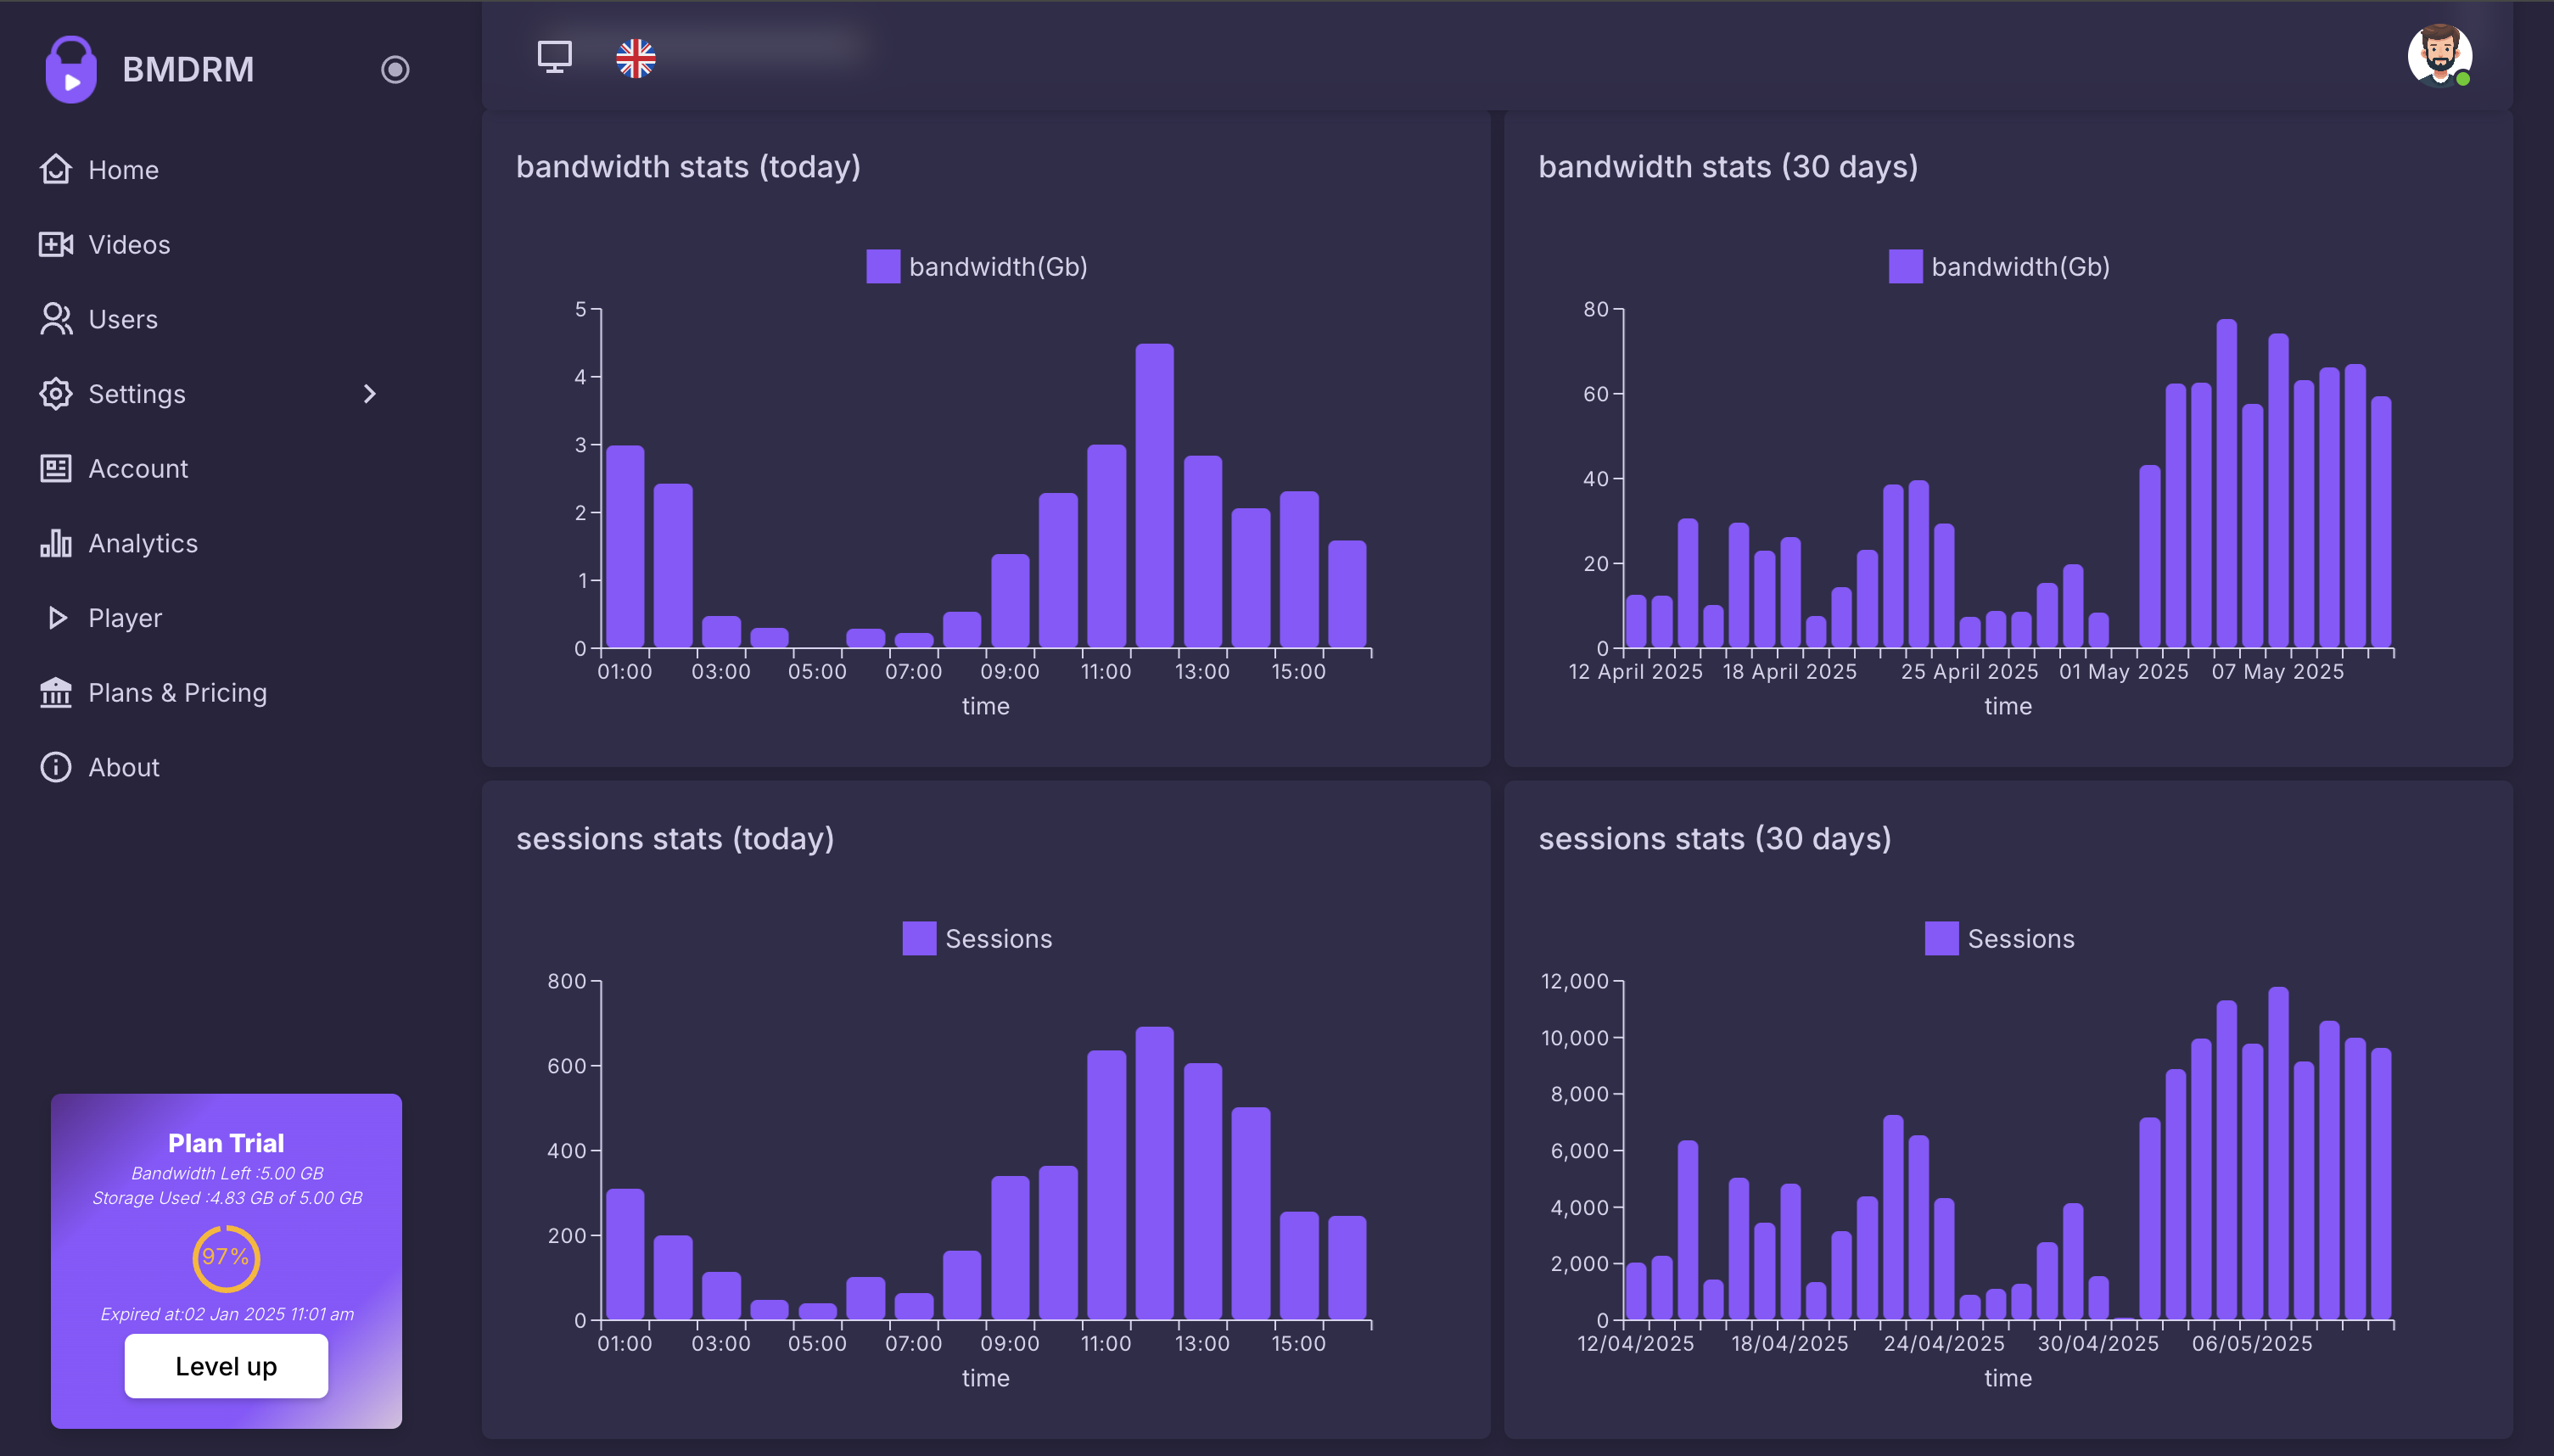 BMDRM
Home
Videos
Users
Settings
Account
Analytics
Player
Plans & Pricing
About
Plan Trial
Bandwidth Left :5.00 GB
Storage Used :4.83 GB of 5.00 GB
97%
Expired at:02 Jan 2025 11:01 am
Level up
bandwidth stats (today)
bandwidth(Gb)
5
4
3
2
1
0
01:00 03:00 05:00 07:00 09:00 11:00 13:00 15:00
time
bandwidth stats (30 days)
bandwidth(Gb)
80
60
40
20
0
12 April 2025 18 April 2025 25 April 2025 01 May 2025 07 May 2025
time
sessions stats (today)
Sessions
800
600
400
200
0
01:00 03:00 05:00 07:00 09:00 11:00 13:00 15:00
time
sessions stats (30 days)
Sessions
12,000
10,000
8,000
6,000
4,000
2,000
0
12/04/2025 18/04/2025 24/04/2025 30/04/2025 06/05/2025
time